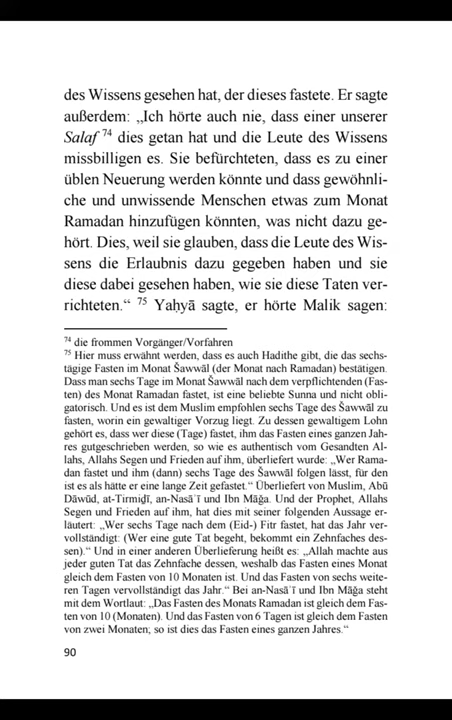 des Wissens gesehen hat, der dieses fastete. Er sagte
außerdem: „Ich hörte auch nie, dass einer unserer
Salaf 74 dies getan hat und die Leute des Wissens
missbilligen es. Sie befürchteten, dass es zu einer
üblen Neuerung werden könnte und dass gewöhnli-
che und unwissende Menschen etwas zum Monat
Ramadan hinzufügen könnten, was nicht dazu ge-
hört. Dies, weil sie glauben, dass die Leute des Wis-
sens die Erlaubnis dazu gegeben haben und sie
diese dabei gesehen haben, wie sie diese Taten ver-
richteten.“ 75 Yaḥyā sagte, er hörte Malik sagen:
74 die frommen Vorgänger/Vorfahren
75 Hier muss erwähnt werden, dass es auch Hadithe gibt, die das sechs-
tägige Fasten im Monat Šawwāl (der Monat nach Ramadan) bestätigen.
Dass man sechs Tage im Monat Šawwāl nach dem verpflichtenden (Fas-
ten) des Monat Ramadan fastet, ist eine beliebte Sunna und nicht obli-
gatorisch. Und es ist dem Muslim empfohlen sechs Tage des Šawwāl zu
fasten, worin ein gewaltiger Vorzug liegt. Zu dessen gewaltigem Lohn
gehört es, dass wer diese (Tage) fastet, ihm das Fasten eines ganzen Jah-
res gutgeschrieben werden, so wie es authentisch vom Gesandten Al-
lahs, Allahs Segen und Frieden auf ihm, überliefert wurde: „Wer Rama-
dan fastet und ihm (dann) sechs Tage des Šawwāl folgen lässt, für den
ist es als hätte er eine lange Zeit gefastet.“ Überliefert von Muslim, Abū
Dāwūd, at-Tirmiḏī, an-Nasāʾī und Ibn Māǧa. Und der Prophet, Allahs
Segen und Frieden auf ihm, hat dies mit seiner folgenden Aussage er-
läutert: „Wer sechs Tage nach dem (Eid-) Fitr fastet, hat das Jahr ver-
vollständigt: (Wer eine gute Tat begeht, bekommt ein Zehnfaches des-
sen).“ Und in einer anderen Überlieferung heißt es: „Allah machte aus
jeder guten Tat das Zehnfache dessen, weshalb das Fasten eines Monat
gleich dem Fasten von 10 Monaten ist. Und das Fasten von sechs weite-
ren Tagen vervollständigt das Jahr.“ Bei an-Nasāʾī und Ibn Māǧa steht
mit dem Wortlaut: „Das Fasten des Monats Ramadan ist gleich dem Fas-
ten von 10 (Monaten). Und das Fasten von 6 Tagen ist gleich dem Fasten
von zwei Monaten; so ist dies das Fasten eines ganzen Jahres.“
90